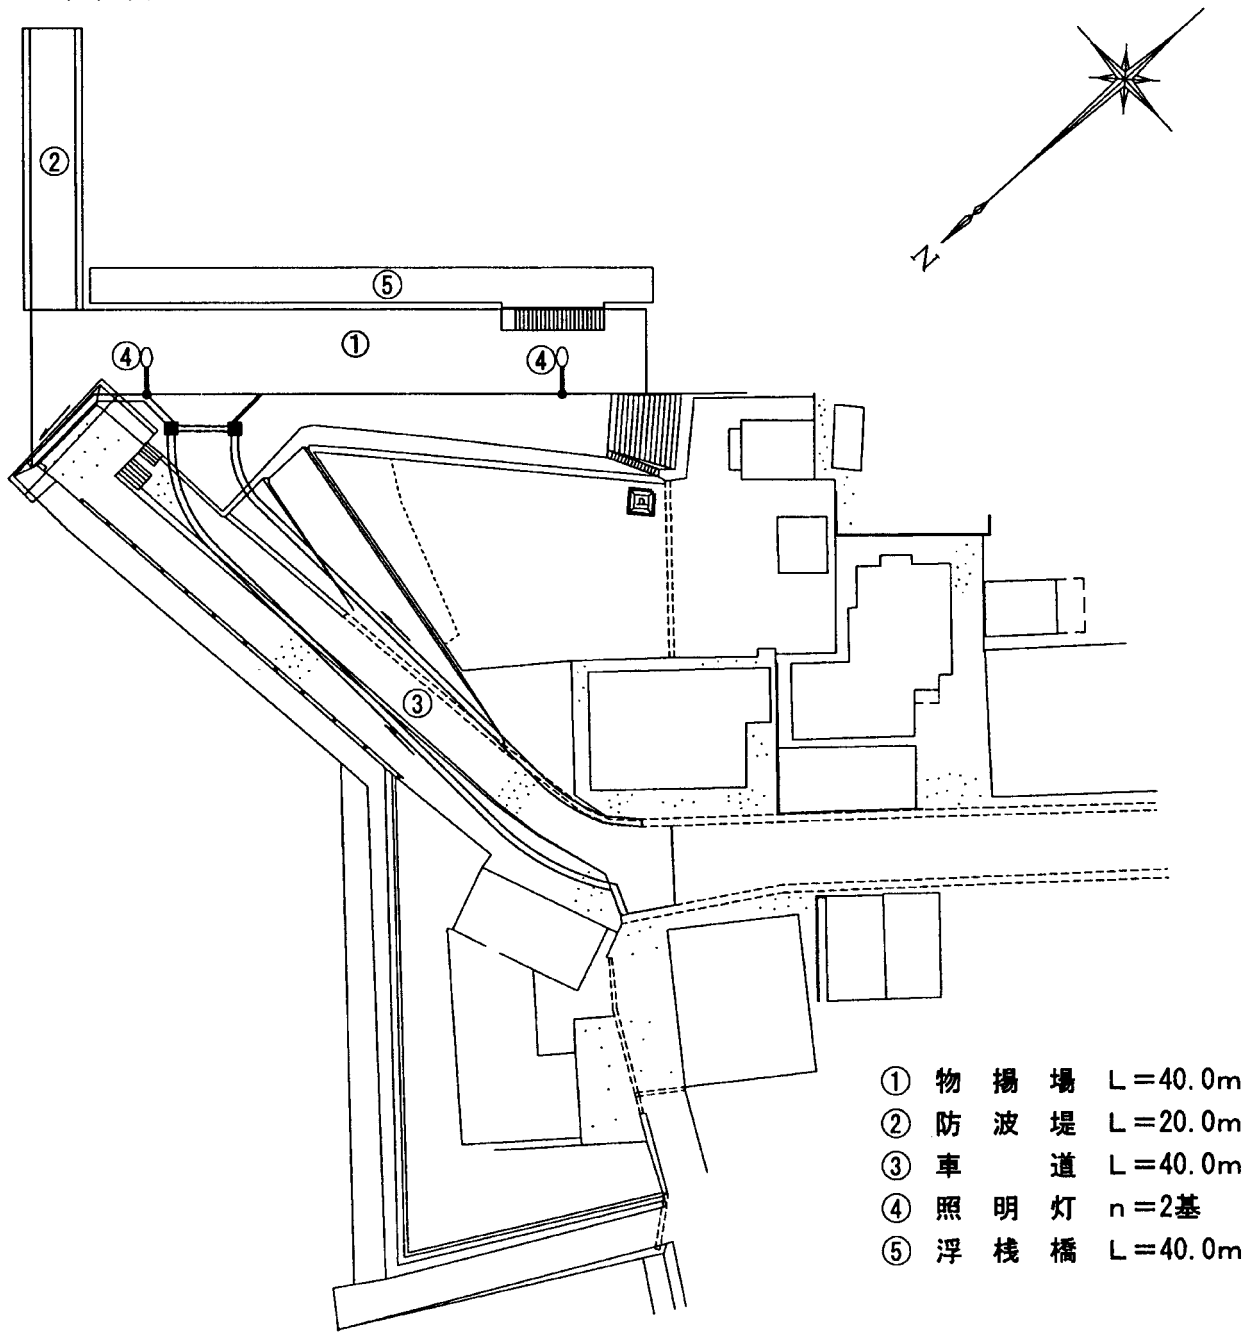 N
②
⑤
①
④
④
③
① 物揚場 L=40.0m
② 防波堤 L=20.0m
③ 車道 L=40.0m
④ 照明灯 n=2基
⑤ 浮桟橋 L=40.0m